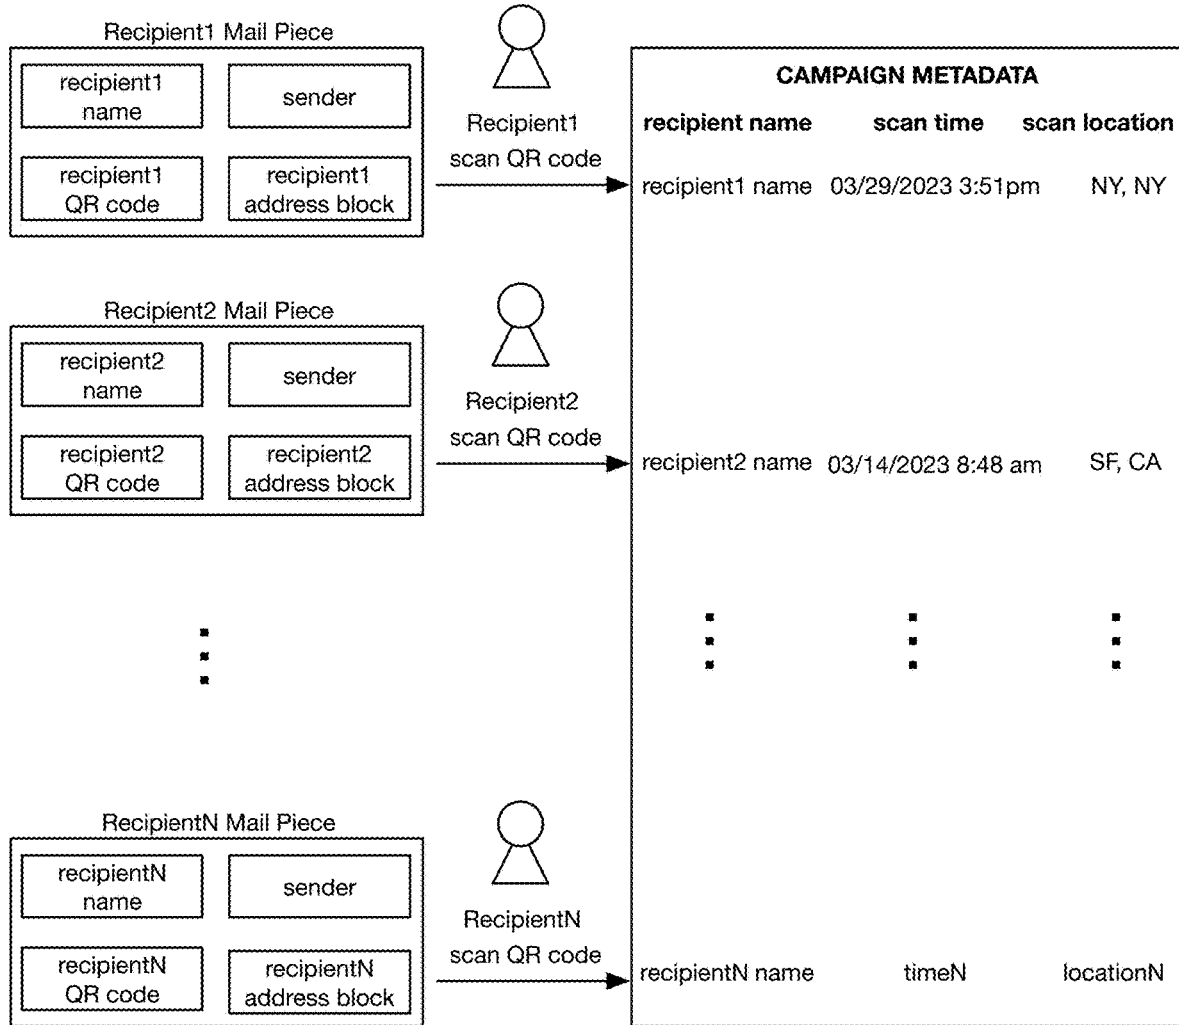 Recipient1 Mail Piece
recipient1
name
sender
recipient1
QR code
recipient1
address block
Recipient1
scan QR code
CAMPAIGN METADATA
recipient name scan time scan location
recipient1 name 03/29/2023 3:51pm NY, NY
Recipient2 Mail Piece
recipient2
name
sender
recipient2
QR code
recipient2
address block
Recipient2
scan QR code
recipient2 name 03/14/2023 8:48 am SF, CA
RecipientN Mail Piece
recipientN
name
sender
recipientN
QR code
recipientN
address block
RecipientN
scan QR code
recipientN name timeN locationN